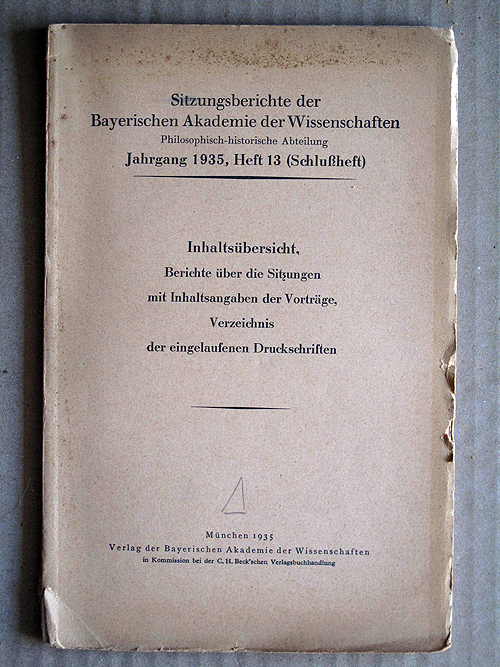 Sitzungsberichte der
Bayerischen Akademie der Wissenschaften
Philosophisch-historische Abteilung
Jahrgang 1935, Heft 13 (Schlußheft)
Inhaltsübersicht,
Berichte über die Sitzungen
mit Inhaltsangaben der Vorträge,
Verzeichnis
der eingelaufenen Druckschriften
München 1935
Verlag der Bayerischen Akademie der Wissenschaften
in Kommission bei der C. H. Beck'schen Verlagsbuchhandlung